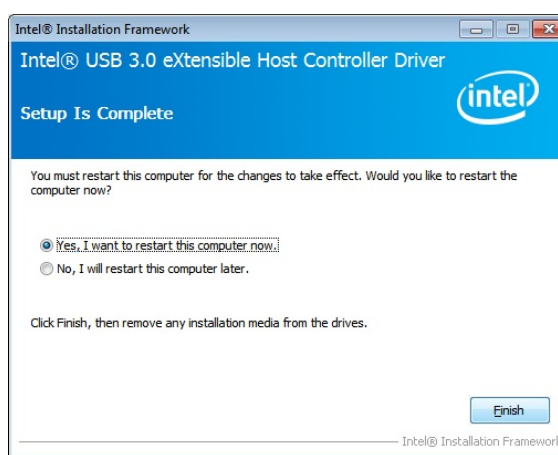 Intel® Installation Framework
Intel® USB 3.0 eXtensible Host Controller Driver
intel
Setup Is Complete
You must restart this computer for the changes to take effect. Would you like to restart the
computer now?
Yes, I want to restart this computer now.
No, I will restart this computer later.
Click Finish, then remove any installation media from the drives.
Finish
Intel® Installation Framework